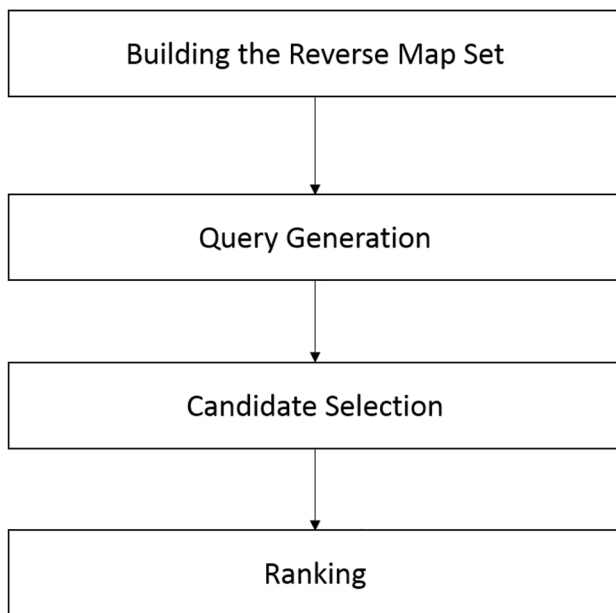 Building the Reverse Map Set
Query Generation
Candidate Selection
Ranking